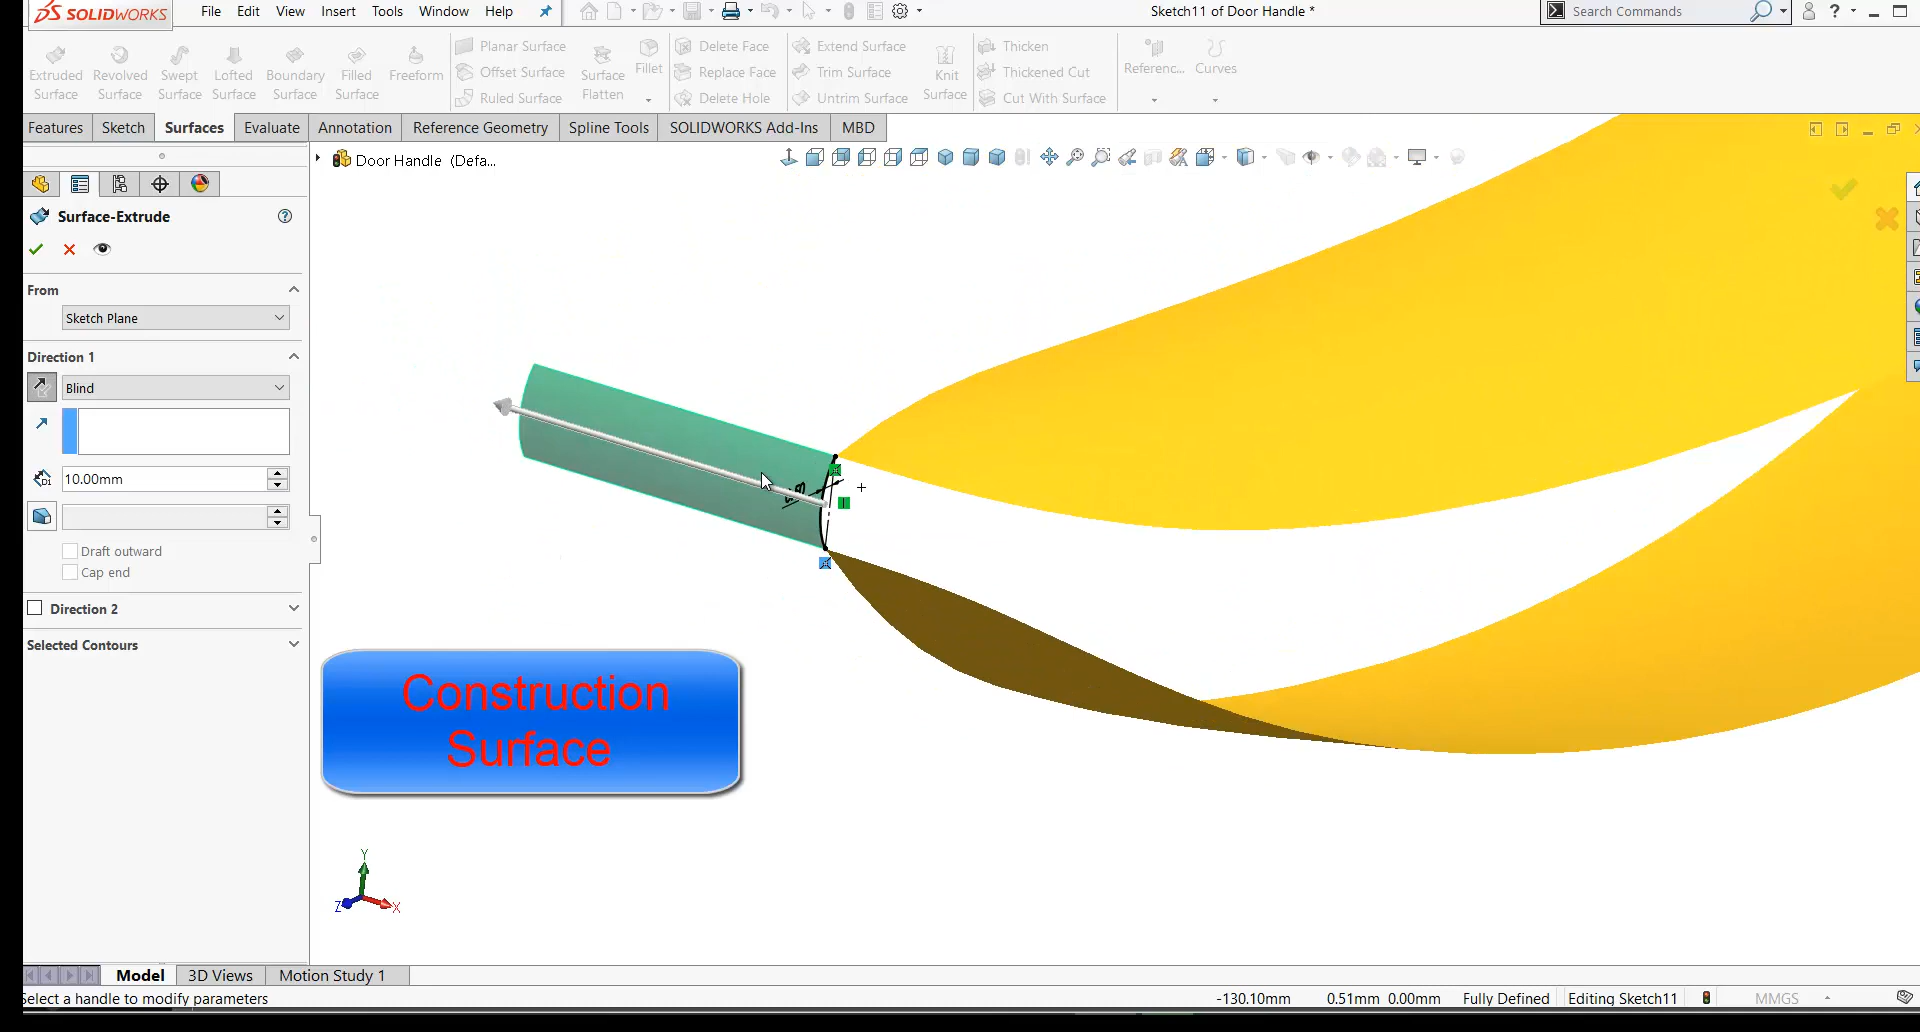 SOLIDWORKS
File Edit View Insert Tools Window Help
Sketch11 of Door Handle *
Search Commands
?
Extruded Surface
Revolved Surface
Swept Surface
Lofted Surface
Boundary Surface
Filled Surface
Freeform
Planar Surface
Offset Surface
Ruled Surface
Surface Flatten
Fillet
Delete Face
Replace Face
Delete Hole
Extend Surface
Trim Surface
Untrim Surface
Knit Surface
Thicken
Thickened Cut
Cut With Surface
Referenc...
Curves
Features Sketch Surfaces Evaluate Annotation Reference Geometry Spline Tools SOLIDWORKS Add-Ins MBD
Door Handle (Defa...
Surface-Extrude
?
From
Sketch Plane
Direction 1
Blind
D1
10.00mm
Draft outward
Cap end
Direction 2
Selected Contours
Construction
Surface
Y
Z
X
Model 3D Views Motion Study 1
Select a handle to modify parameters
-130.10mm 0.51mm 0.00mm Fully Defined Editing Sketch11 MMGS